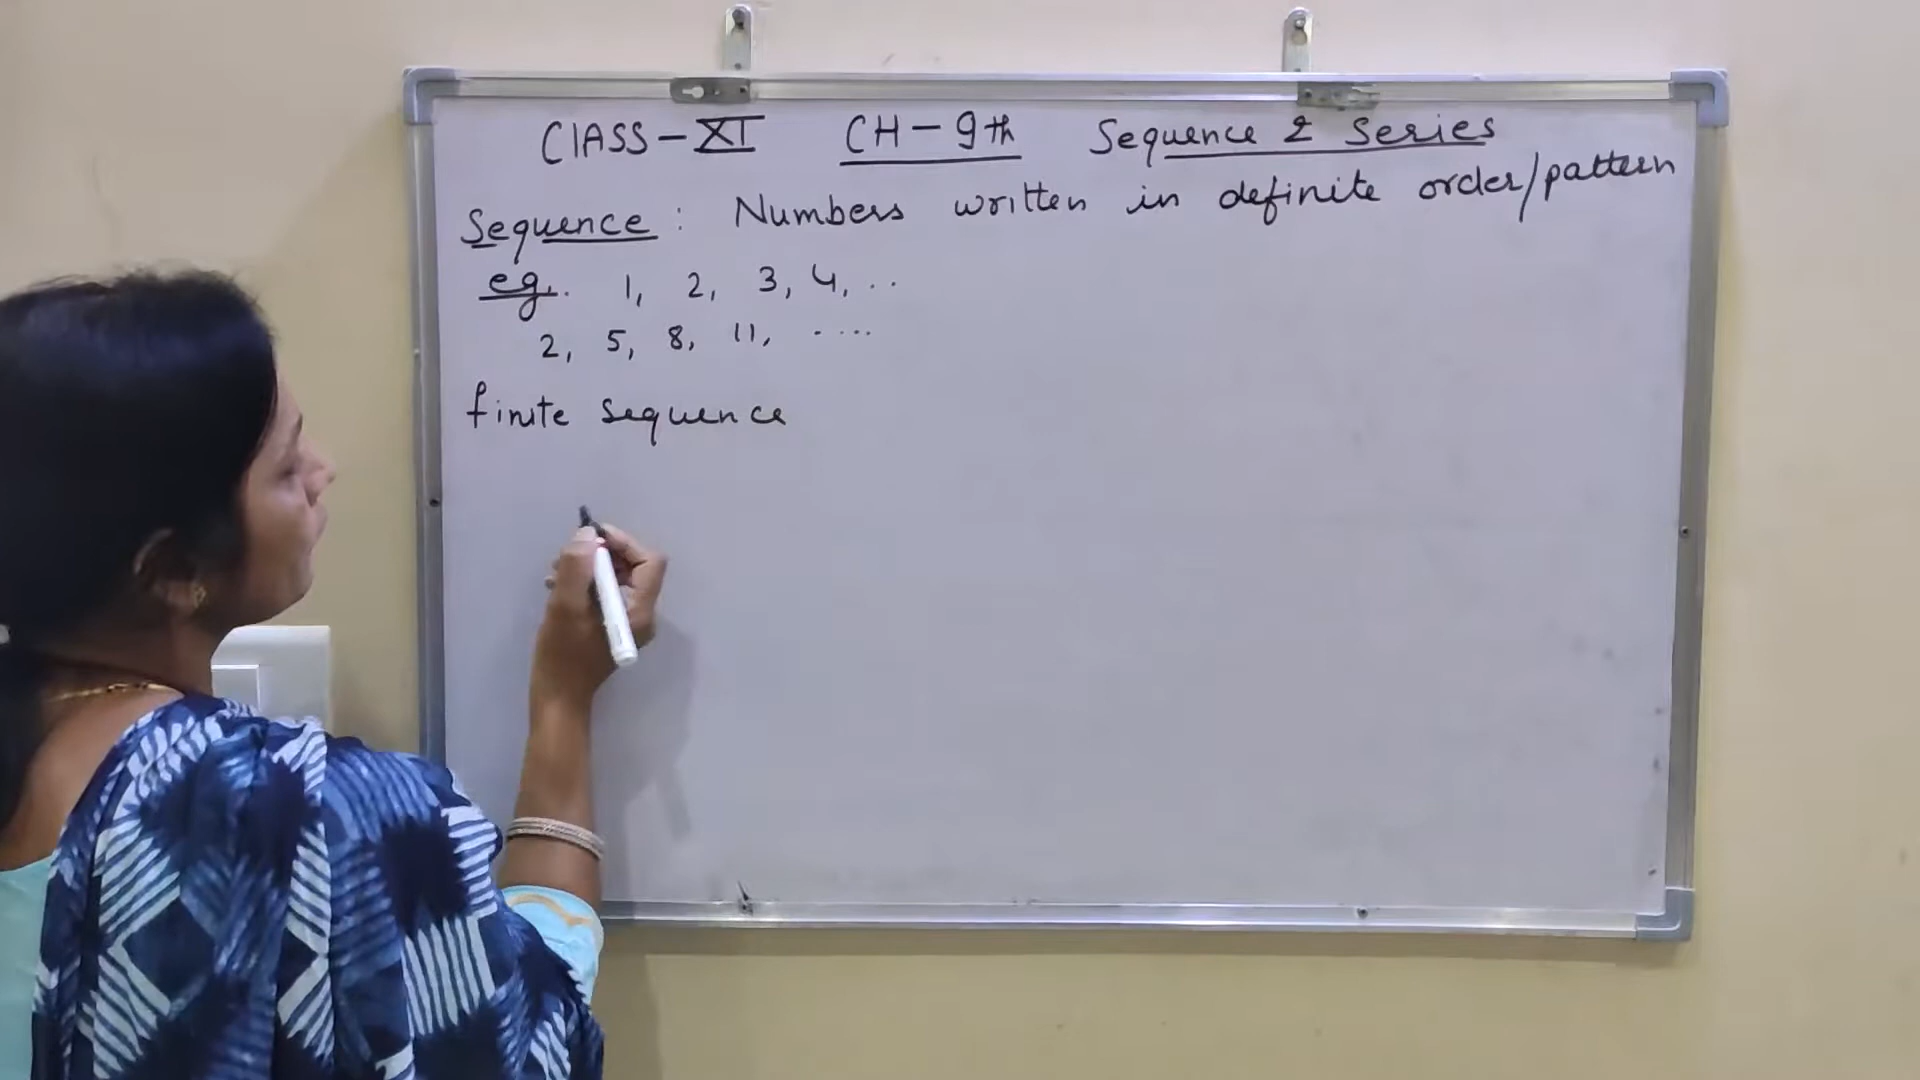 CLASS-XI CH-9th Sequence & Series
Sequence : Numbers written in definite order/pattern
eg. 1, 2, 3, 4, ..
2, 5, 8, 11, ....
finite sequence